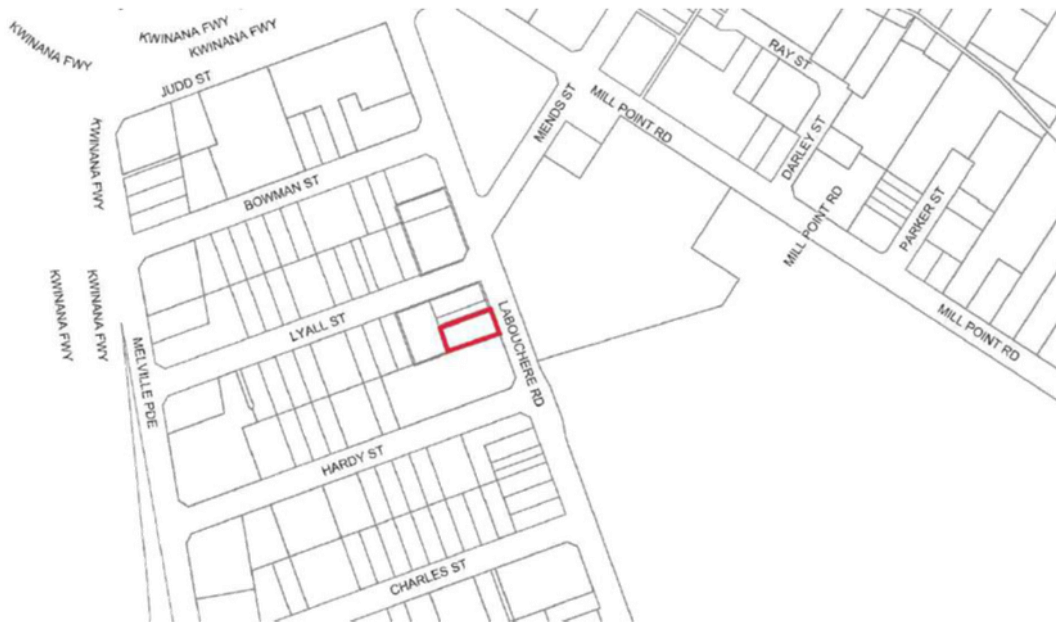 KWINANA FWY
KWINANA FWY
KWINANA FWY
JUDD ST
RAY ST
MILL POINT RD
MENDS ST
KWINANA FWY
DARLEY ST
BOWMAN ST
PARKER ST
MILL POINT RD
KWINANA FWY
KWINANA FWY
LYALL ST
LABOUCHERE RD
MILL POINT RD
MELVILLE PDE
HARDY ST
CHARLES ST